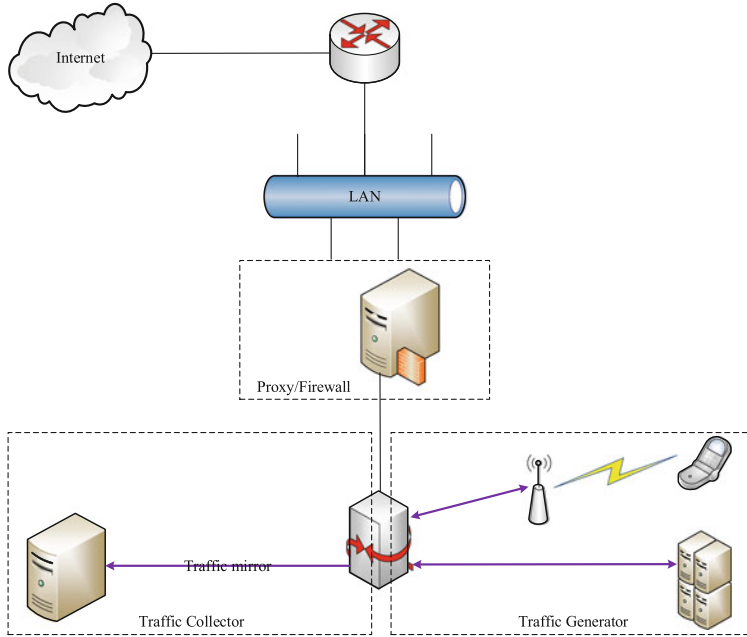 Internet
LAN
Proxy/Firewall
Traffic mirror
Traffic Collector
Traffic Generator